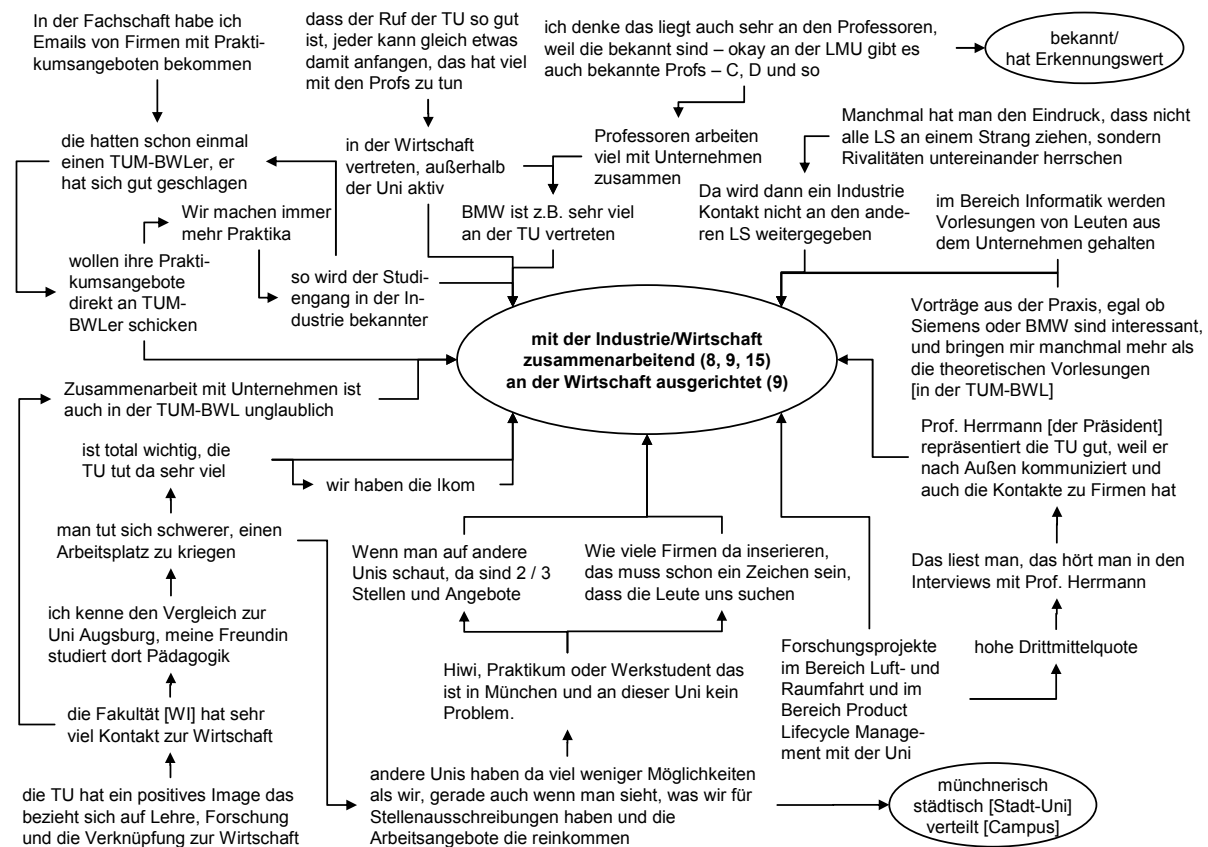 In der Fachschaft habe ich
Emails von Firmen mit Prakti-
kumsangeboten bekommen
dass der Ruf der TU so gut
ist, jeder kann gleich etwas
damit anfangen, das hat viel
mit den Profs zu tun
ich denke das liegt auch sehr an den Professoren,
weil die bekannt sind – okay an der LMU gibt es
auch bekannte Profs – C, D und so
bekannt/
hat Erkennungswert
die hatten schon einmal
einen TUM-BWLer, er
hat sich gut geschlagen
in der Wirtschaft
vertreten, außerhalb
der Uni aktiv
Professoren arbeiten
viel mit Unternehmen
zusammen
Manchmal hat man den Eindruck, dass nicht
alle LS an einem Strang ziehen, sondern
Rivalitäten untereinander herrschen
Wir machen immer
mehr Praktika
BMW ist z.B. sehr viel
an der TU vertreten
Da wird dann ein Industrie
Kontakt nicht an den ande-
ren LS weitergegeben
im Bereich Informatik werden
Vorlesungen von Leuten aus
dem Unternehmen gehalten
wollen ihre Prakti-
kumsangebote
direkt an TUM-
BWLer schicken
so wird der Studi-
engang in der In-
dustrie bekannter
mit der Industrie/Wirtschaft
zusammenarbeitend (8, 9, 15)
an der Wirtschaft ausgerichtet (9)
Vorträge aus der Praxis, egal ob
Siemens oder BMW sind interessant,
und bringen mir manchmal mehr als
die theoretischen Vorlesungen
[in der TUM-BWL]
Zusammenarbeit mit Unternehmen ist
auch in der TUM-BWL unglaublich
Prof. Herrmann [der Präsident]
repräsentiert die TU gut, weil er
nach Außen kommuniziert und
auch die Kontakte zu Firmen hat
ist total wichtig, die
TU tut da sehr viel
wir haben die Ikom
man tut sich schwerer, einen
Arbeitsplatz zu kriegen
Wenn man auf andere
Unis schaut, da sind 2 / 3
Stellen und Angebote
Wie viele Firmen da inserieren,
das muss schon ein Zeichen sein,
dass die Leute uns suchen
Das liest man, das hört man in den
Interviews mit Prof. Herrmann
ich kenne den Vergleich zur
Uni Augsburg, meine Freundin
studiert dort Pädagogik
Hiwi, Praktikum oder Werkstudent das
ist in München und an dieser Uni kein
Problem.
Forschungsprojekte
im Bereich Luft- und
Raumfahrt und im
Bereich Product
Lifecycle Manage-
ment mit der Uni
hohe Drittmittelquote
die Fakultät [WI] hat sehr
viel Kontakt zur Wirtschaft
die TU hat ein positives Image das
bezieht sich auf Lehre, Forschung
und die Verknüpfung zur Wirtschaft
andere Unis haben da viel weniger Möglichkeiten
als wir, gerade auch wenn man sieht, was wir für
Stellenausschreibungen haben und die
Arbeitsangebote die reinkommen
münchnerisch
städtisch [Stadt-Uni]
verteilt [Campus]